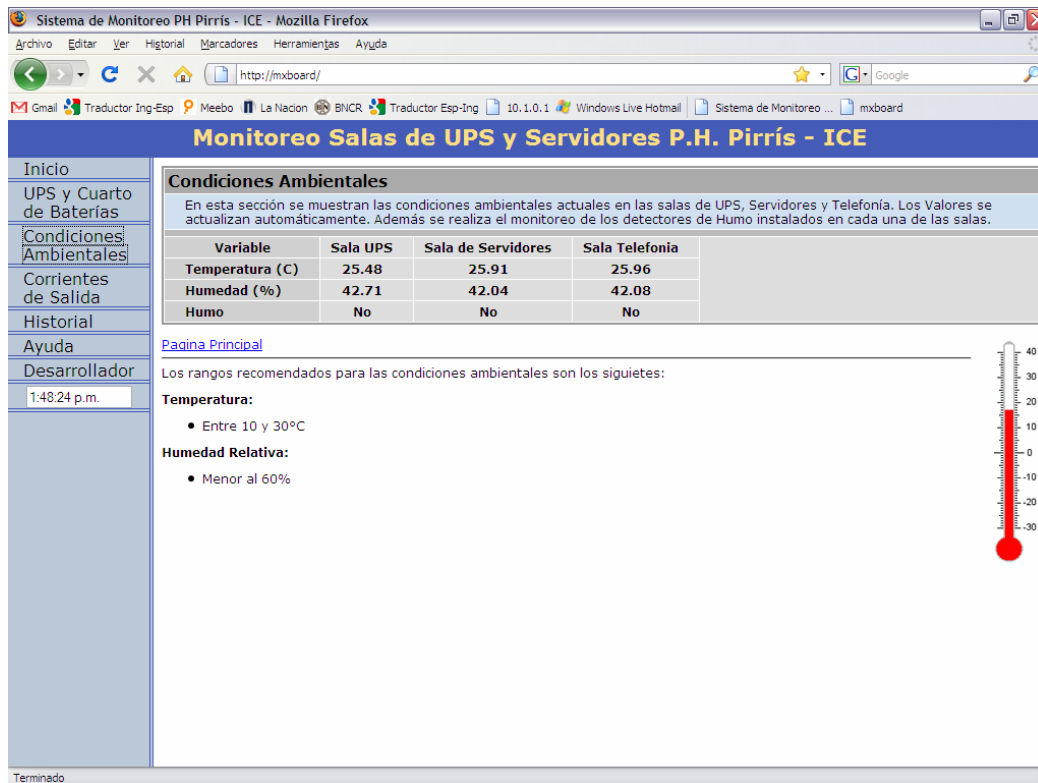 Sistema de Monitoreo PH Pirrís - ICE - Mozilla Firefox
Archivo Editar Ver Historial Marcadores Herramientas Ayuda
http://mxboard/ G Google
Gmail Traductor Ing-Esp Meebo La Nacion BNCR Traductor Esp-Ing 10.1.0.1 Windows Live Hotmail Sistema de Monitoreo ... mxboard
Monitoreo Salas de UPS y Servidores P.H. Pirrís - ICE
Inicio
UPS y Cuarto
de Baterías
Condiciones
Ambientales
Corrientes
de Salida
Historial
Ayuda
Desarrollador
1:48:24 p.m.
Condiciones Ambientales
En esta sección se muestran las condiciones ambientales actuales en las salas de UPS, Servidores y Telefonía. Los Valores se
actualizan automáticamente. Además se realiza el monitoreo de los detectores de Humo instalados en cada una de las salas.
Variable Sala UPS Sala de Servidores Sala Telefonia
Temperatura (C) 25.48 25.91 25.96
Humedad (%) 42.71 42.04 42.08
Humo No No No
Pagina Principal
Los rangos recomendados para las condiciones ambientales son los siguietes:
Temperatura:
Entre 10 y 30ºC
Humedad Relativa:
Menor al 60%
40
30
20
10
0
-10
-20
-30
Terminado